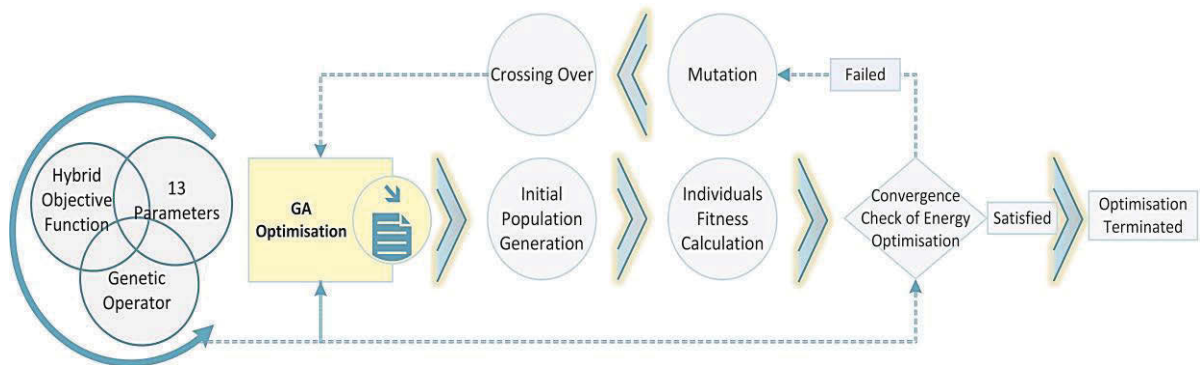 Crossing Over
Mutation
Failed
Hybrid
Objective
Function
13
Parameters
Genetic
Operator
GA
Optimisation
Initial
Population
Generation
Individuals
Fitness
Calculation
Convergence
Check of Energy
Optimisation
Satisfied
Optimisation
Terminated